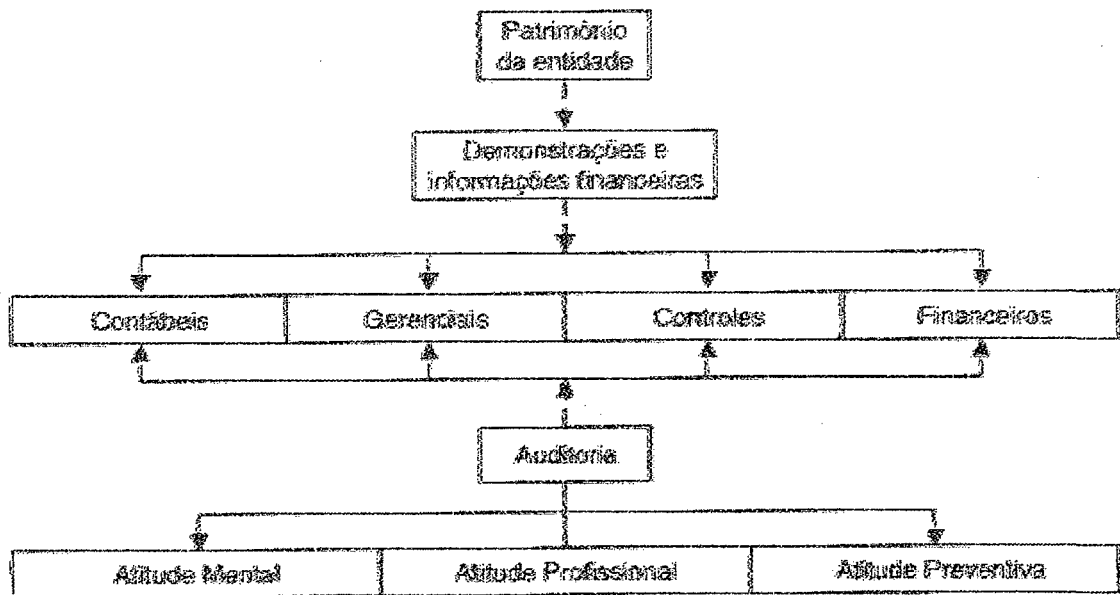 Patrimônio
da entidade
Demonstrações e
informações financeiras
Contábeis
Gerenciais
Controles
Financeiros
Auditoria
Atitude Mental
Atitude Profissional
Atitude Preventiva